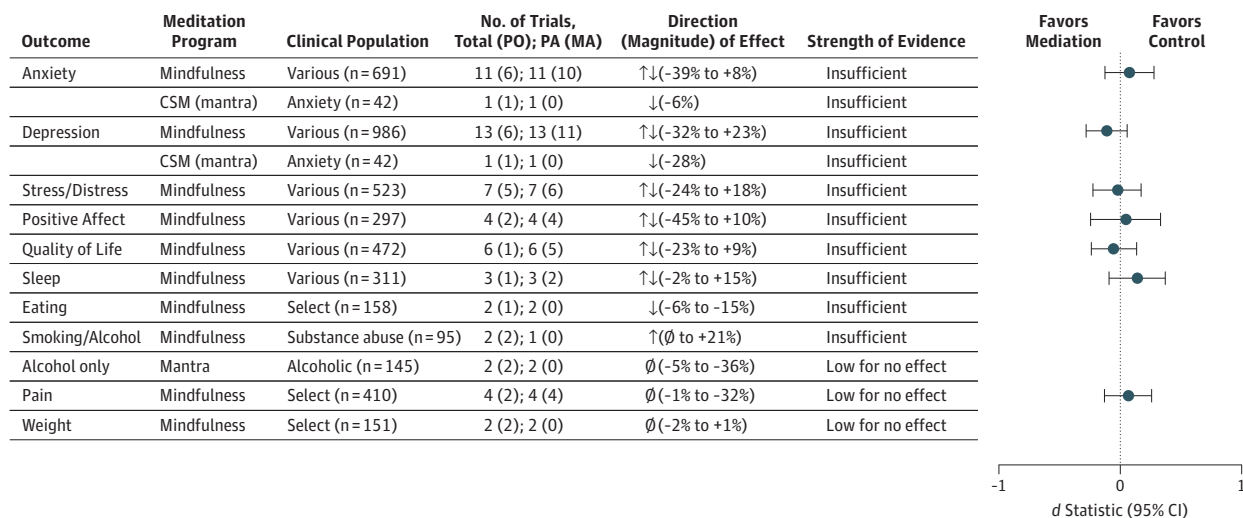 Outcome Meditation Program Clinical Population No. of Trials, Total (PO); PA (MA) Direction (Magnitude) of Effect Strength of Evidence Favors Mediation Favors Control
Anxiety Mindfulness Various (n=691) 11 (6); 11 (10) ↑↓(-39% to +8%) Insufficient
CSM (mantra) Anxiety (n=42) 1 (1); 1 (0) ↓(-6%) Insufficient
Depression Mindfulness Various (n=986) 13 (6); 13 (11) ↑↓(-32% to +23%) Insufficient
CSM (mantra) Anxiety (n=42) 1 (1); 1 (0) ↓(-28%) Insufficient
Stress/Distress Mindfulness Various (n=523) 7 (5); 7 (6) ↑↓(-24% to +18%) Insufficient
Positive Affect Mindfulness Various (n=297) 4 (2); 4 (4) ↑↓(-45% to +10%) Insufficient
Quality of Life Mindfulness Various (n=472) 6 (1); 6 (5) ↑↓(-23% to +9%) Insufficient
Sleep Mindfulness Various (n=311) 3 (1); 3 (2) ↑↓(-2% to +15%) Insufficient
Eating Mindfulness Select (n=158) 2 (1); 2 (0) ↓(-6% to -15%) Insufficient
Smoking/Alcohol Mindfulness Substance abuse (n=95) 2 (2); 1 (0) ↑(Ø to +21%) Insufficient
Alcohol only Mantra Alcoholic (n=145) 2 (2); 2 (0) Ø(-5% to -36%) Low for no effect
Pain Mindfulness Select (n=410) 4 (2); 4 (4) Ø(-1% to -32%) Low for no effect
Weight Mindfulness Select (n=151) 2 (2); 2 (0) Ø(-2% to +1%) Low for no effect
-1 0 1
d Statistic (95% CI)